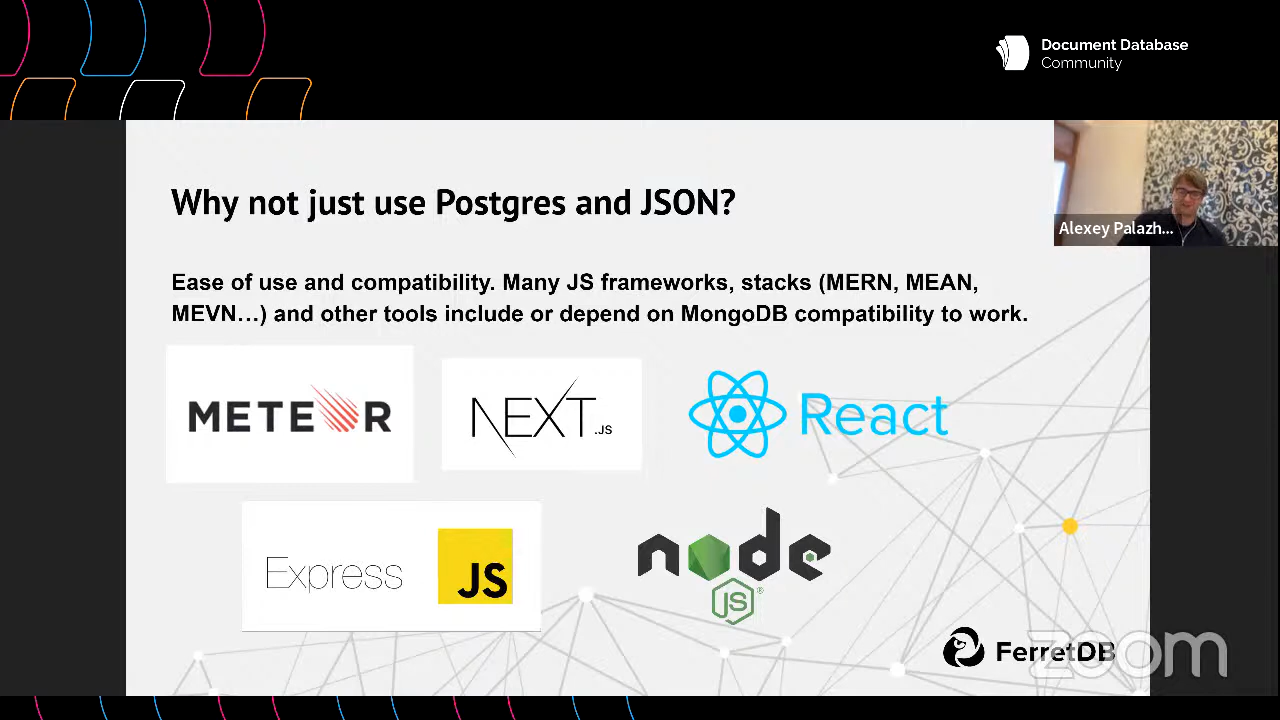 Document Database
Community
Why not just use Postgres and JSON?
Alexey Palazh...
Ease of use and compatibility. Many JS frameworks, stacks (MERN, MEAN,
MEVN...) and other tools include or depend on MongoDB compatibility to work.
METEOR
NEXT.JS
React
Express
JS
node
JS
®
FerretDB
zoom